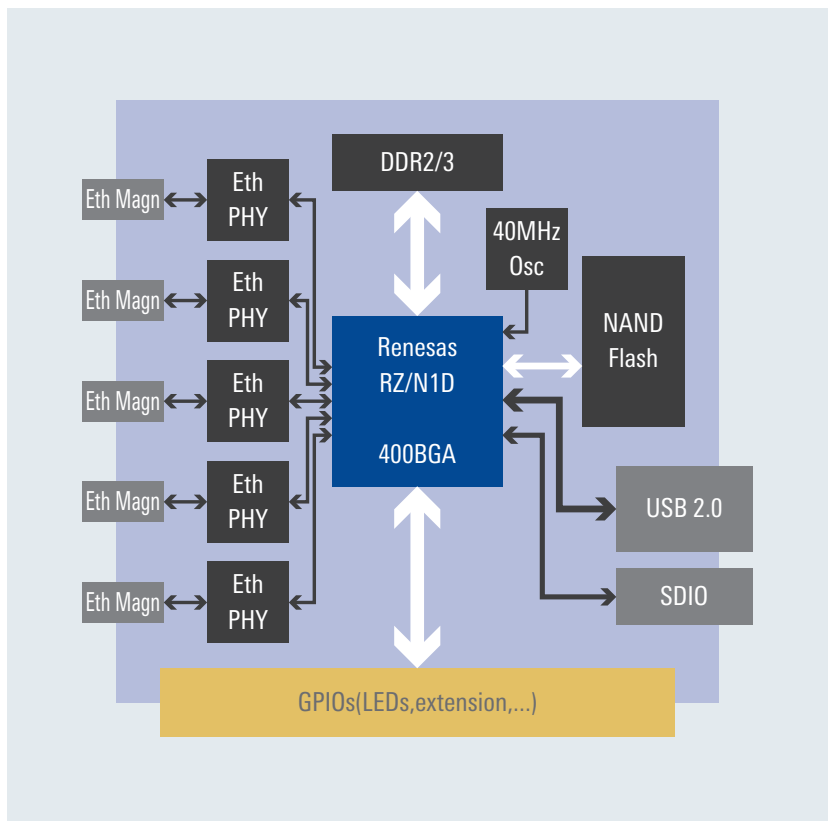 DDR2/3
Eth Magn
Eth
PHY
40MHz
Osc
Eth Magn
Eth
PHY
NAND
Flash
Renesas
RZ/N1D
400BGA
Eth Magn
Eth
PHY
Eth Magn
Eth
PHY
USB 2.0
Eth Magn
Eth
PHY
SDIO
GPIOs(LEDs,extension,...)